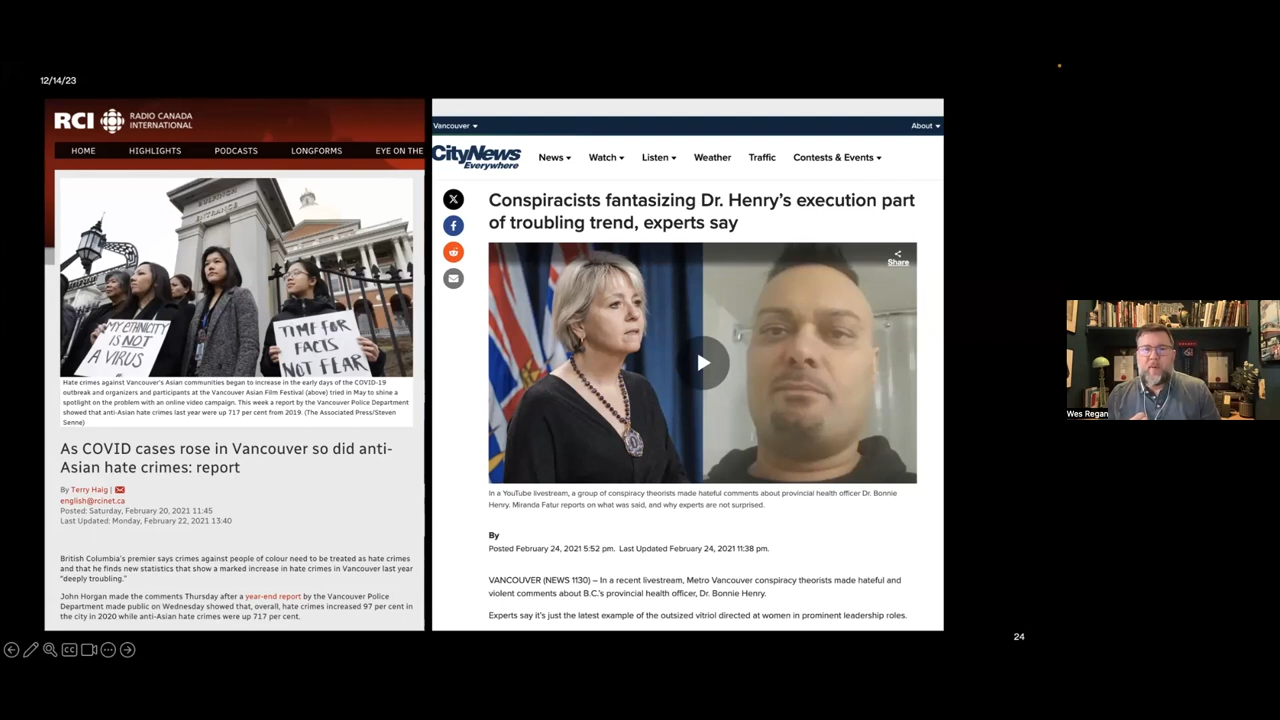 12/14/23
RCI RADIO CANADA
INTERNATIONAL
HOME HIGHLIGHTS PODCASTS LONGFORMS EYE ON THE
BULFINCH
ENTRANCE
MY ETHNICITY
IS NOT
A VIRUS
TIME FOR
FACTS
NOT FEAR
Hate crimes against Vancouver's Asian communities began to increase in the early days of the COVID-19
outbreak and organizers and participants at the Vancouver Asian Film Festival (above) tried in May to shine a
spotlight on the problem with an online video campaign. This week a report by the Vancouver Police Department
showed that anti-Asian hate crimes last year were up 717 per cent from 2019. (The Associated Press/Steven
Senne)
As COVID cases rose in Vancouver so did anti-
Asian hate crimes: report
By Terry Haig |
english@rcinet.ca
Posted: Saturday, February 20, 2021 11:45
Last Updated: Monday, February 22, 2021 13:40
British Columbia's premier says crimes against people of colour need to be treated as hate crimes
and that he finds new statistics that show a marked increase in hate crimes in Vancouver last year
"deeply troubling."
John Horgan made the comments Thursday after a year-end report by the Vancouver Police
Department made public on Wednesday showed that, overall, hate crimes increased 97 per cent in
the city in 2020 while anti-Asian hate crimes were up 717 per cent.
Vancouver About
CityNews
Everywhere
News Watch Listen Weather Traffic Contests & Events
Conspiracists fantasizing Dr. Henry's execution part
of troubling trend, experts say
Share
In a YouTube livestream, a group of conspiracy theorists made hateful comments about provincial health officer Dr. Bonnie
Henry. Miranda Fatur reports on what was said, and why experts are not surprised.
By
Posted February 24, 2021 5:52 pm. Last Updated February 24, 2021 11:38 pm.
VANCOUVER (NEWS 1130) – In a recent livestream, Metro Vancouver conspiracy theorists made hateful and
violent comments about B.C.'s provincial health officer, Dr. Bonnie Henry.
Experts say it's just the latest example of the outsized vitriol directed at women in prominent leadership roles.
24
CC
Wes Regan